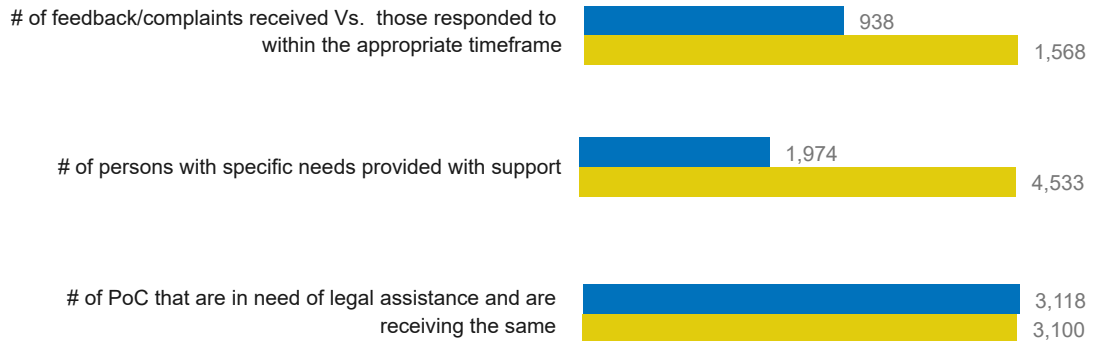 # of feedback/complaints received Vs.  those responded to
within the appropriate timeframe
938
1,568
# of persons with specific needs provided with support
1,974
4,533
# of PoC that are in need of legal assistance and are
receiving the same
3,118
3,100